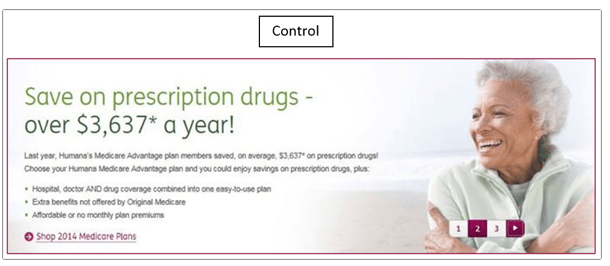 Control
Save on prescription drugs -
over $3,637* a year!
Last year, Humana's Medicare Advantage plan members saved, on average, $3,637* on prescription drugs!
Choose your Humana Medicare Advantage plan and you could enjoy savings on prescription drugs, plus:
• Hospital, doctor AND drug coverage combined into one easy-to-use plan
• Extra benefits not offered by Original Medicare
• Affordable or no monthly plan premiums
Shop 2014 Medicare Plans
1 2 3